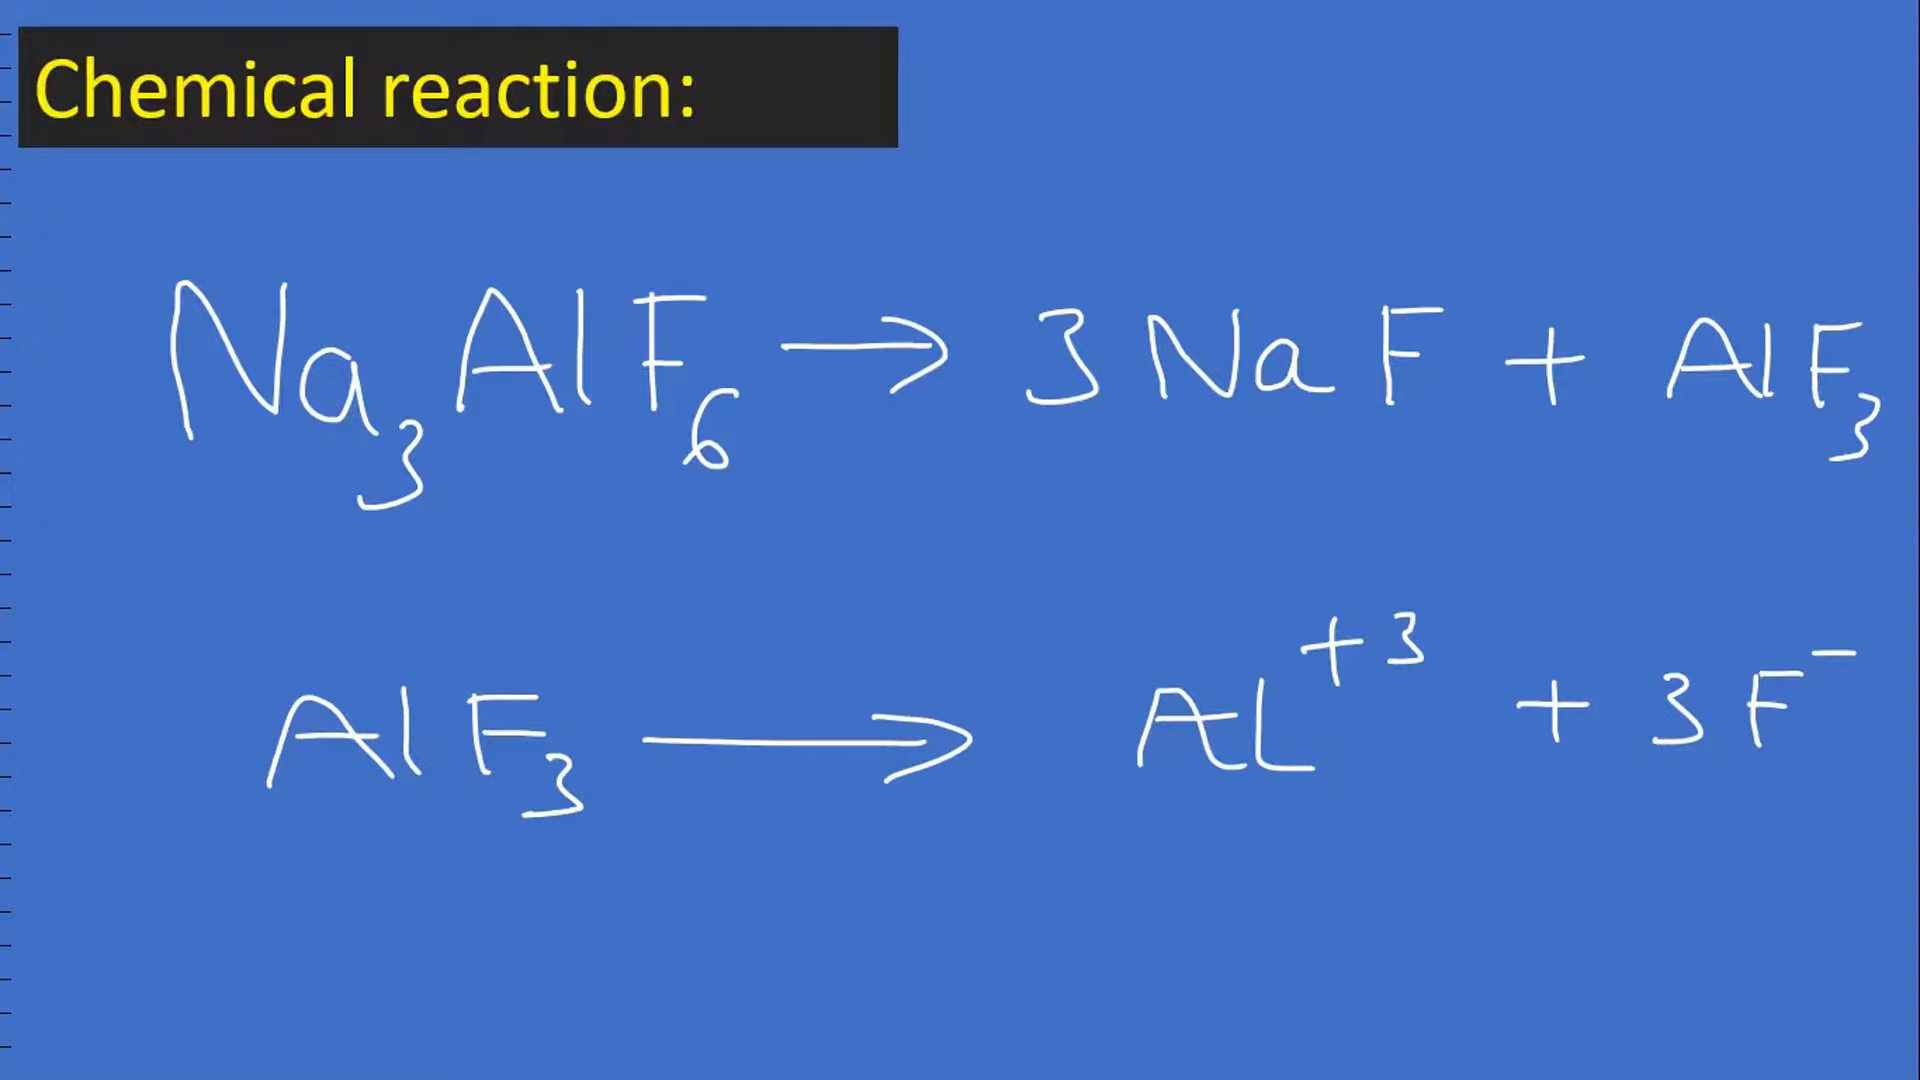 Chemical reaction:
Na₃AlF₆ → 3NaF + AlF₃
AlF₃ → AL⁺³ + 3F⁻